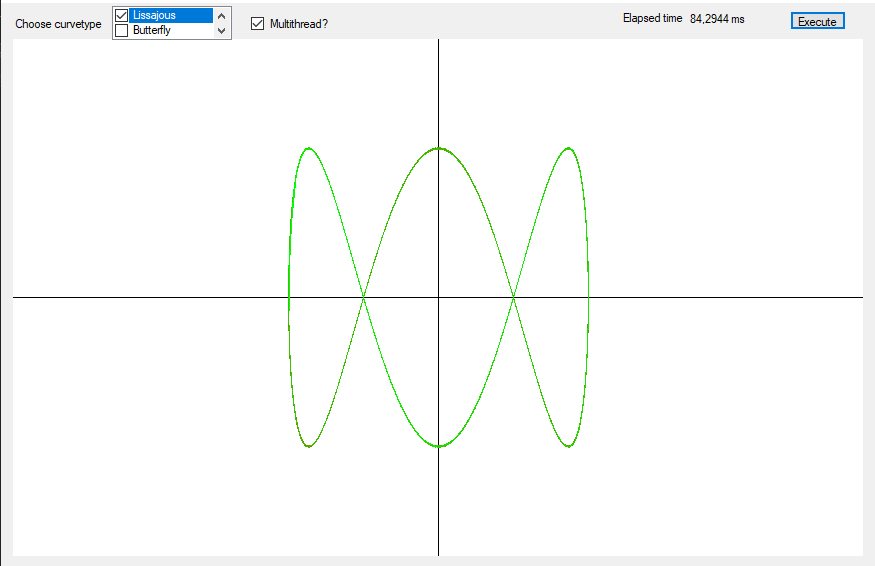 Choose curvetype
Lissajous
Butterfly
Multithread?
Elapsed time 84,2944 ms
Execute